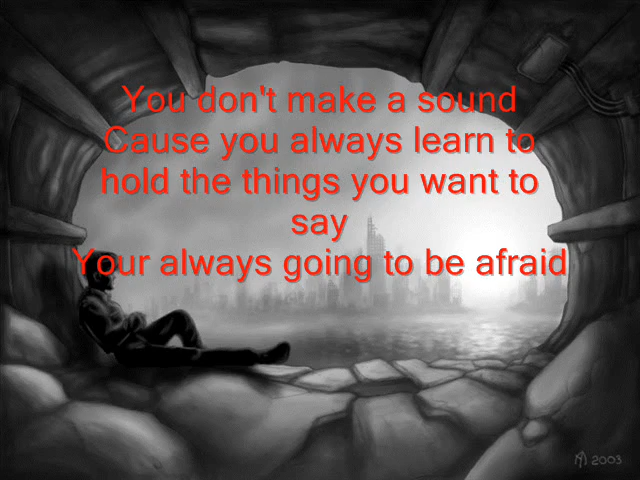 You don't make a sound
Cause you always learn to
hold the things you want to
say
Your always going to be afraid
2003